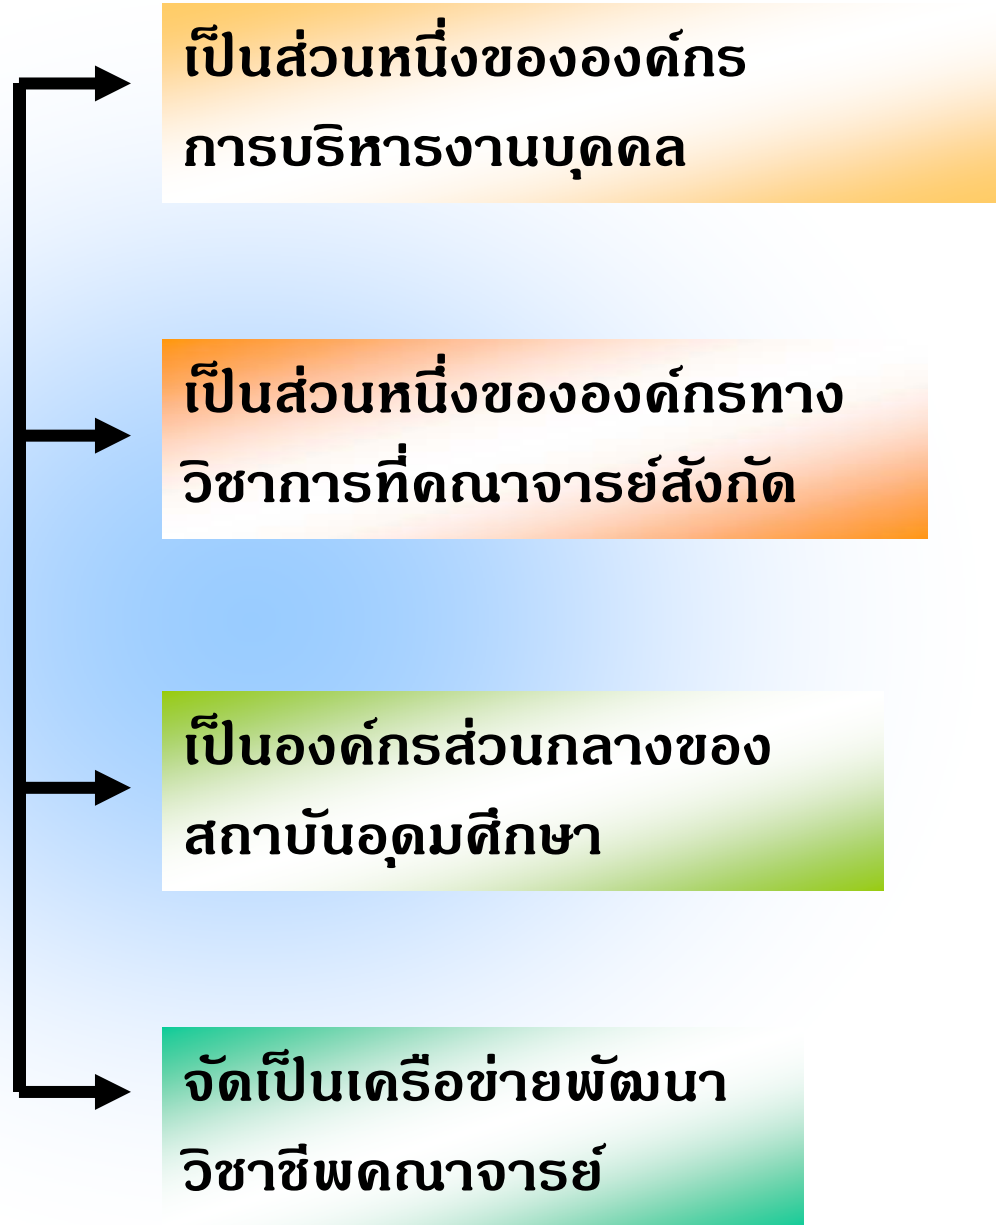 เป็นส่วนหนึ่งขององค์กร
การบริหารงานบุคคล
เป็นส่วนหนึ่งขององค์กรทาง
วิชาการที่คณาจารย์สังกัด
เป็นองค์กรส่วนกลางของ
สถาบันอุดมศึกษา
จัดเป็นเครือข่ายพัฒนา
วิชาชีพคณาจารย์